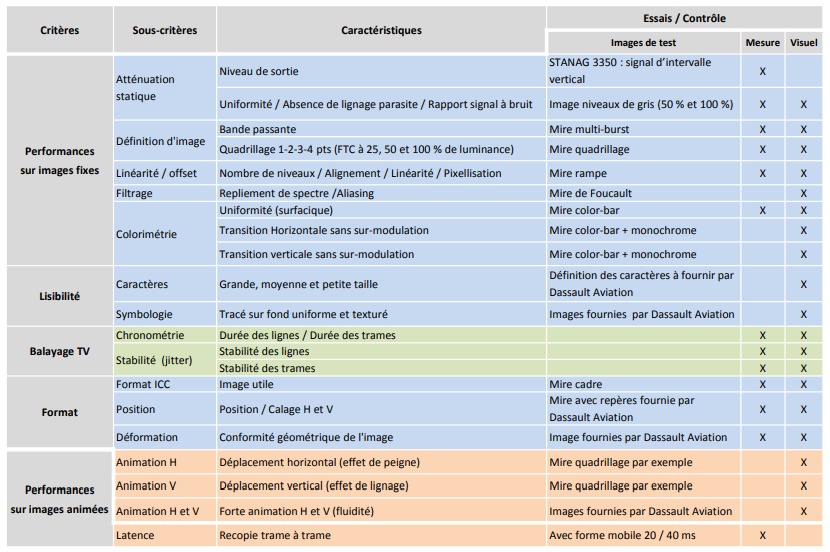 Critères Sous-critères Caractéristiques Essais / Contrôle
Images de test Mesure Visuel
Performances
sur images fixes
Atténuation
statique
Niveau de sortie
STANAG 3350 : signal d'intervalle
vertical
X
Uniformité / Absence de lignage parasite / Rapport signal à bruit Image niveaux de gris (50 % et 100 %) X X
Définition d'image
Bande passante Mire multi-burst X X
Quadrillage 1-2-3-4 pts (FTC à 25, 50 et 100 % de luminance) Mire quadrillage X X
Linéarité / offset Nombre de niveaux / Alignement / Linéarité / Pixellisation Mire rampe X X
Filtrage Repliement de spectre /Aliasing Mire de Foucault X
Colorimétrie
Uniformité (surfacique) Mire color-bar X X
Transition Horizontale sans sur-modulation Mire color-bar + monochrome X
Transition verticale sans sur-modulation Mire color-bar + monochrome X
Lisibilité
Caractères Grande, moyenne et petite taille
Définition des caractères à fournir par
Dassault Aviation
X
Symbologie Tracé sur fond uniforme et texturé Images fournies par Dassault Aviation X
Balayage TV
Chronométrie Durée des lignes / Durée des trames X X
Stabilité (jitter)
Stabilité des lignes X X
Stabilité des trames X X
Format
Format ICC Image utile Mire cadre X X
Position Position / Calage H et V
Mire avec repères fournie par
Dassault Aviation
X X
Déformation Conformité géométrique de l'image Image fournies par Dassault Aviation X X
Performances
sur images animées
Animation H Déplacement horizontal (effet de peigne) Mire quadrillage par exemple X
Animation V Déplacement vertical (effet de lignage) Mire quadrillage par exemple X
Animation H et V Forte animation H et V (fluidité) Images fournies par Dassault Aviation X
Latence Recopie trame à trame Avec forme mobile 20 / 40 ms X